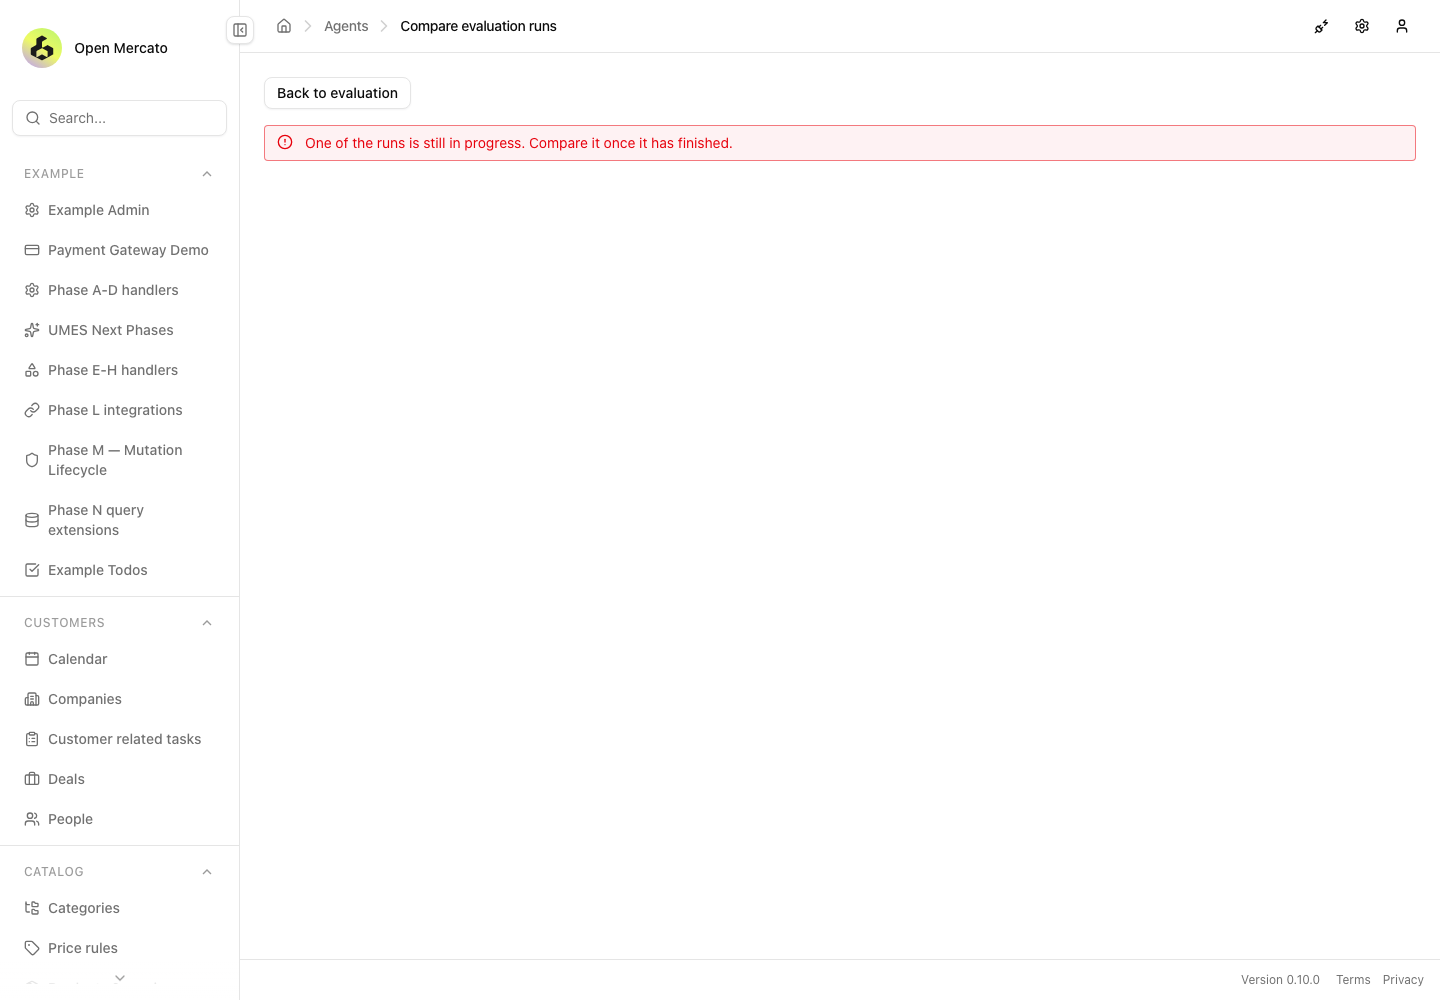 Open Mercato
Search...
EXAMPLE
Example Admin
Payment Gateway Demo
Phase A-D handlers
UMES Next Phases
Phase E-H handlers
Phase L integrations
Phase M — Mutation
Lifecycle
Phase N query
extensions
Example Todos
CUSTOMERS
Calendar
Companies
Customer related tasks
Deals
People
CATALOG
Categories
Price rules
Agents
Compare evaluation runs
Back to evaluation
One of the runs is still in progress. Compare it once it has finished.
Version 0.10.0
Terms
Privacy